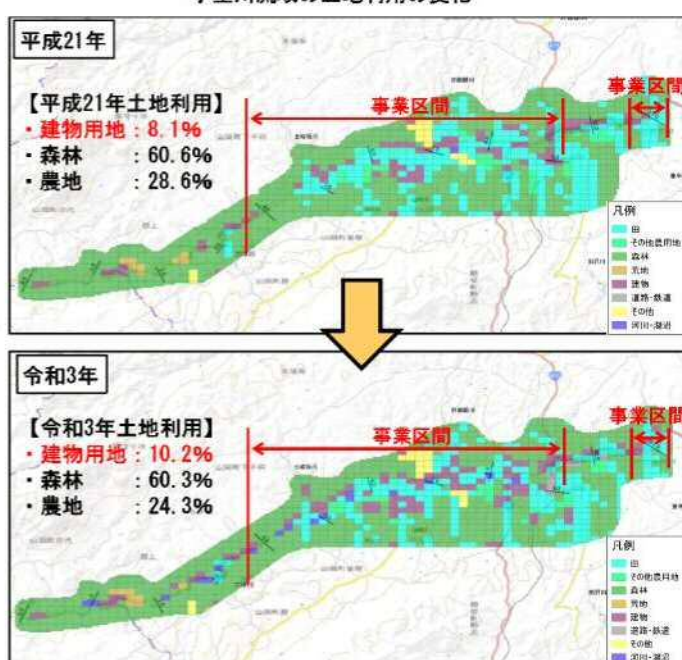 平成21年
【平成21年土地利用】
・建物用地：8.1%
・森林　　：60.6%
・農地　　：28.6%
事業区間
事業区間
凡例
田
その他農用地
森林
荒地
建物
道路・鉄道
その他
河川・湖沼
令和3年
【令和3年土地利用】
・建物用地：10.2%
・森林　　：60.3%
・農地　　：24.3%
事業区間
事業区間
凡例
田
その他農用地
森林
荒地
建物
道路・鉄道
その他
河川・湖沼